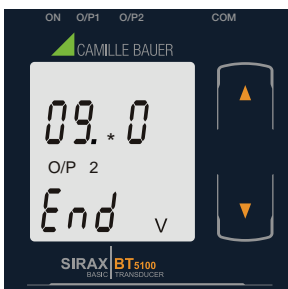 ON O/P1 O/P2 COM
CAMILLE BAUER
09.*0
O/P 2
End V
SIRAX BT5100
BASIC TRANSDUCER